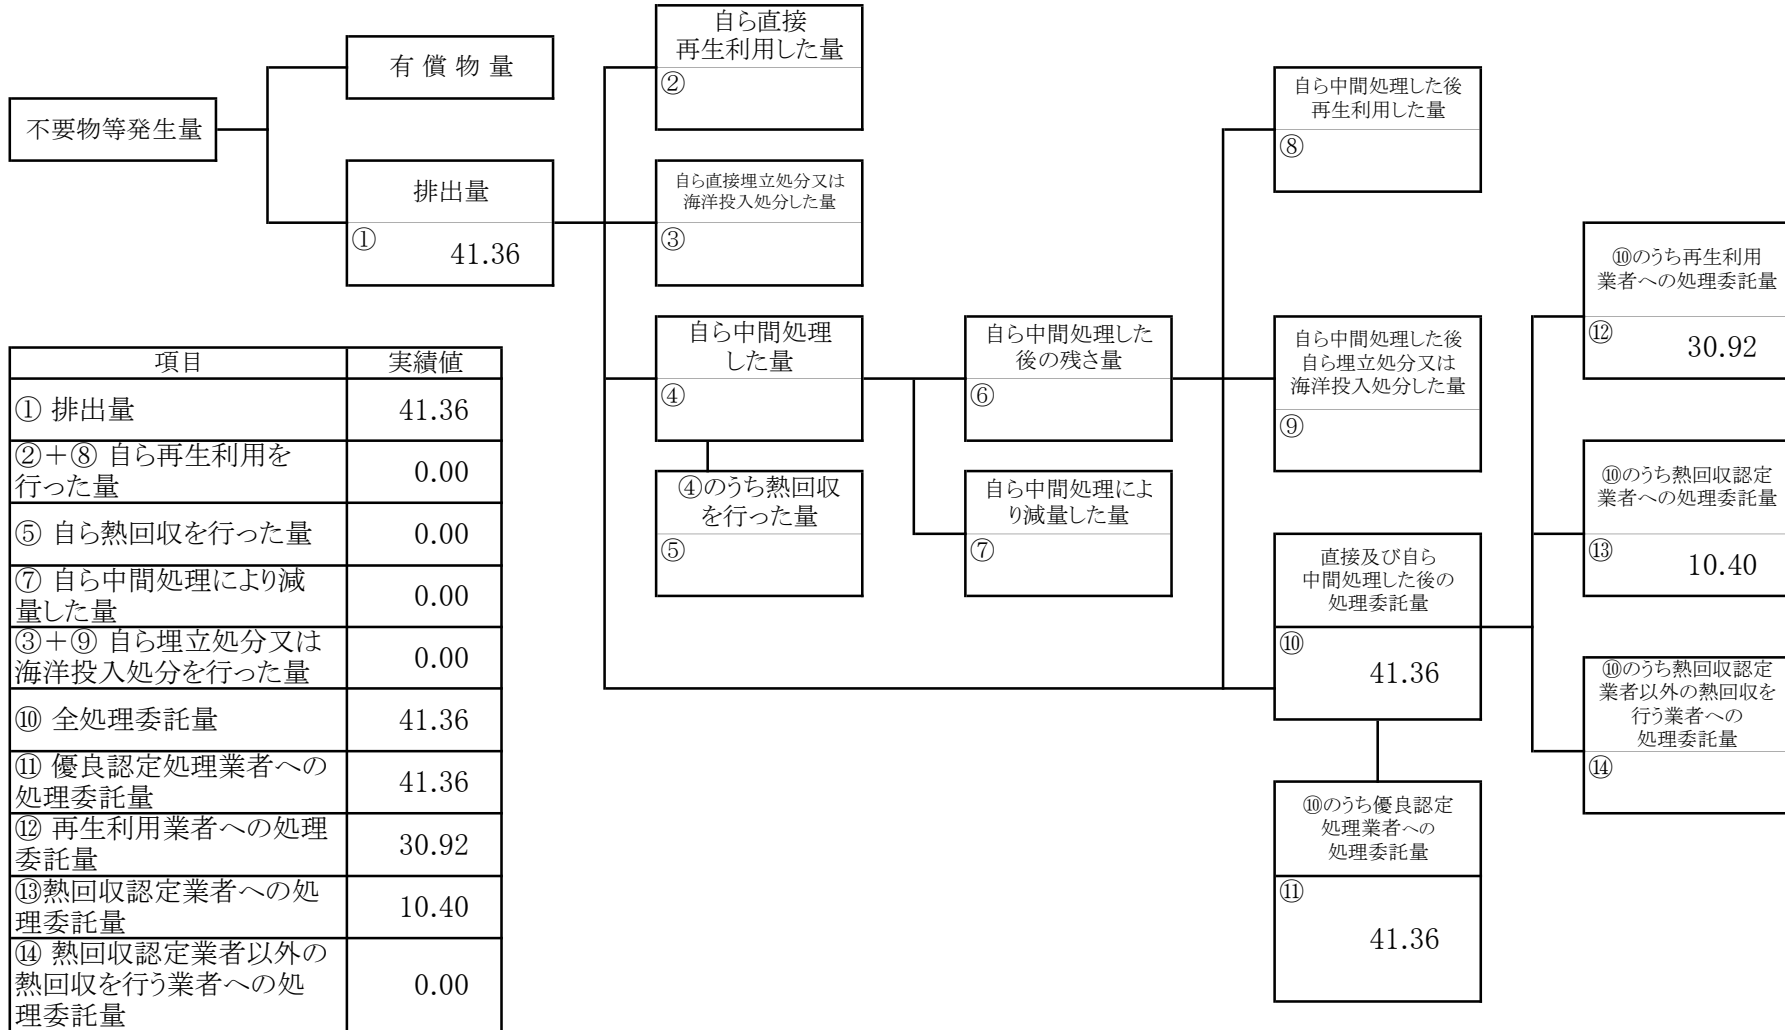 不要物等発生量
有 償 物 量
排出量
①
41.36
自ら直接
再生利用した量
②
自ら直接埋立処分又は
海洋投入処分した量
③
自ら中間処理
した量
④
④のうち熱回収
を行った量
⑤
自ら中間処理した
後の残さ量
⑥
自ら中間処理によ
り減量した量
⑦
自ら中間処理した後
再生利用した量
⑧
自ら中間処理した後
自ら埋立処分又は
海洋投入処分した量
⑨
直接及び自ら
中間処理した後の
処理委託量
⑩
41.36
⑩のうち優良認定
処理業者への
処理委託量
⑪
41.36
⑩のうち再生利用
業者への処理委託量
⑫
30.92
⑩のうち熱回収認定
業者への処理委託量
⑬
10.40
⑩のうち熱回収認定
業者以外の熱回収を
行う業者への
処理委託量
⑭
項目 実績値
① 排出量 41.36
②+⑧ 自ら再生利用を
行った量 0.00
⑤ 自ら熱回収を行った量 0.00
⑦ 自ら中間処理により減
量した量 0.00
③+⑨ 自ら埋立処分又は
海洋投入処分を行った量 0.00
⑩ 全処理委託量 41.36
⑪ 優良認定処理業者への
処理委託量 41.36
⑫ 再生利用業者への処理
委託量 30.92
⑬熱回収認定業者への処
理委託量 10.40
⑭ 熱回収認定業者以外の
熱回収を行う業者への処
理委託量 0.00